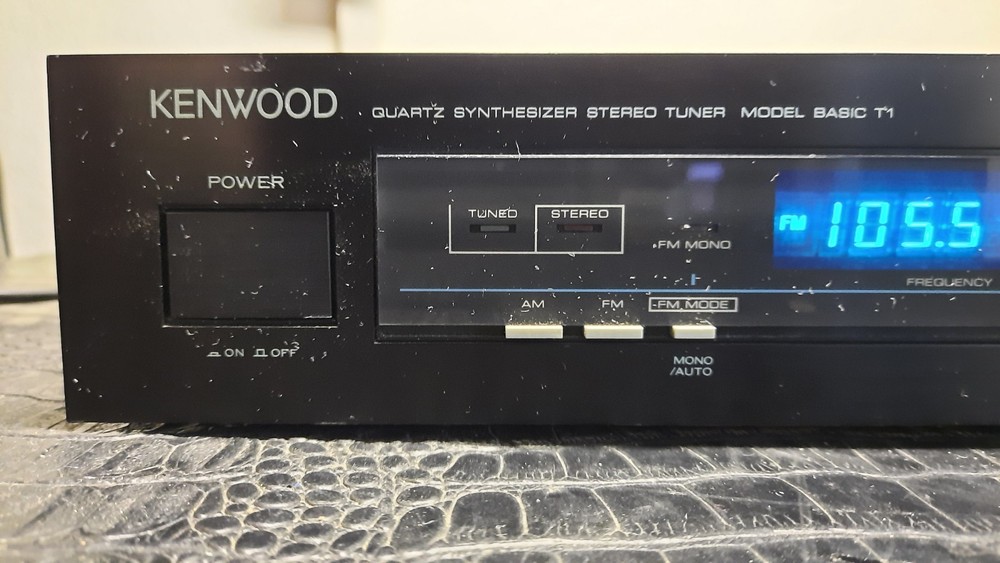 KENWOOD QUARTZ SYNTHESIZER STEREO TUNER MODEL BASIC T1
POWER
TUNED STEREO
FM MONO
FM 105.5
FREQUENCY
AM FM FM MODE
ON OFF
MONO
/AUTO